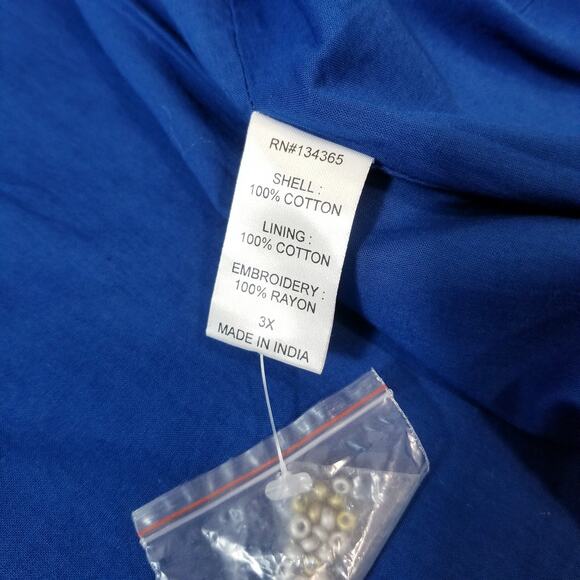 RN#134365
SHELL :
100% COTTON
LINING :
100% COTTON
EMBROIDERY :
100% RAYON
3X
MADE IN INDIA